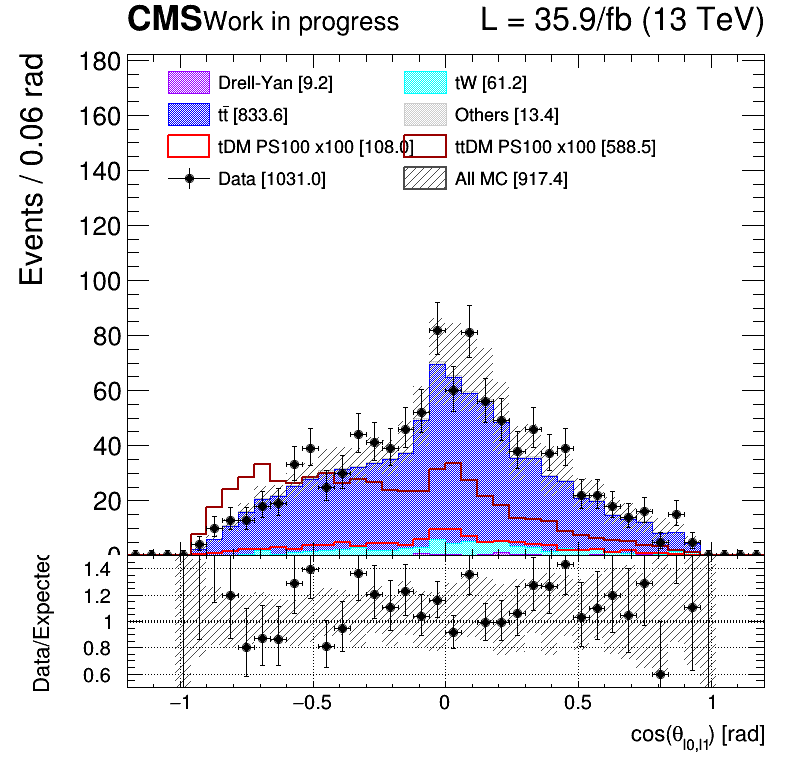 CMS Work in progress L = 35.9/fb (13 TeV)
Events / 0.06 rad
180
160
140
120
100
80
60
40
20
0
Drell-Yan [9.2] tW [61.2]
tt̄ [833.6] Others [13.4]
tDM PS100 x100 [108.0] ttDM PS100 x100 [588.5]
Data [1031.0] All MC [917.4]
Data/Expected
1.4
1.2
1
0.8
0.6
−1 −0.5 0 0.5 1
cos(θl0,l1) [rad]